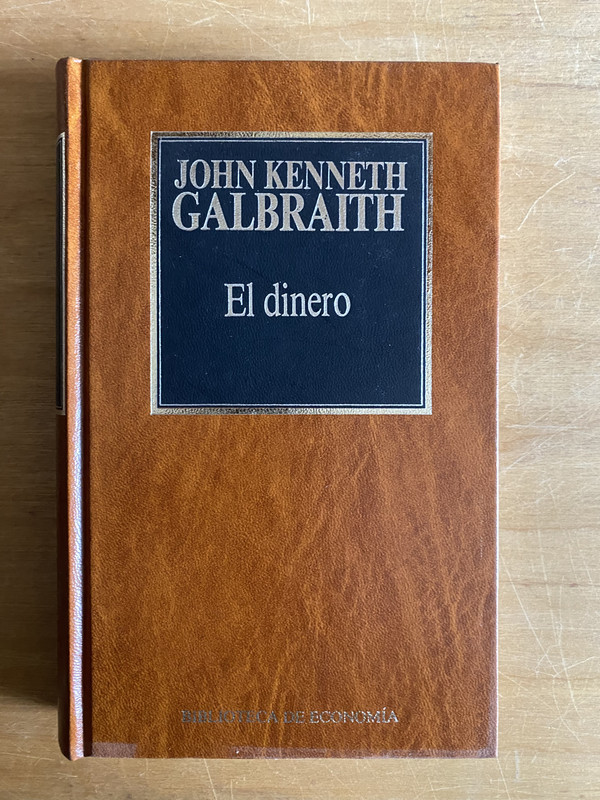 JOHN KENNETH
GALBRAITH
El dinero
BIBLIOTECA DE ECONOMÍA